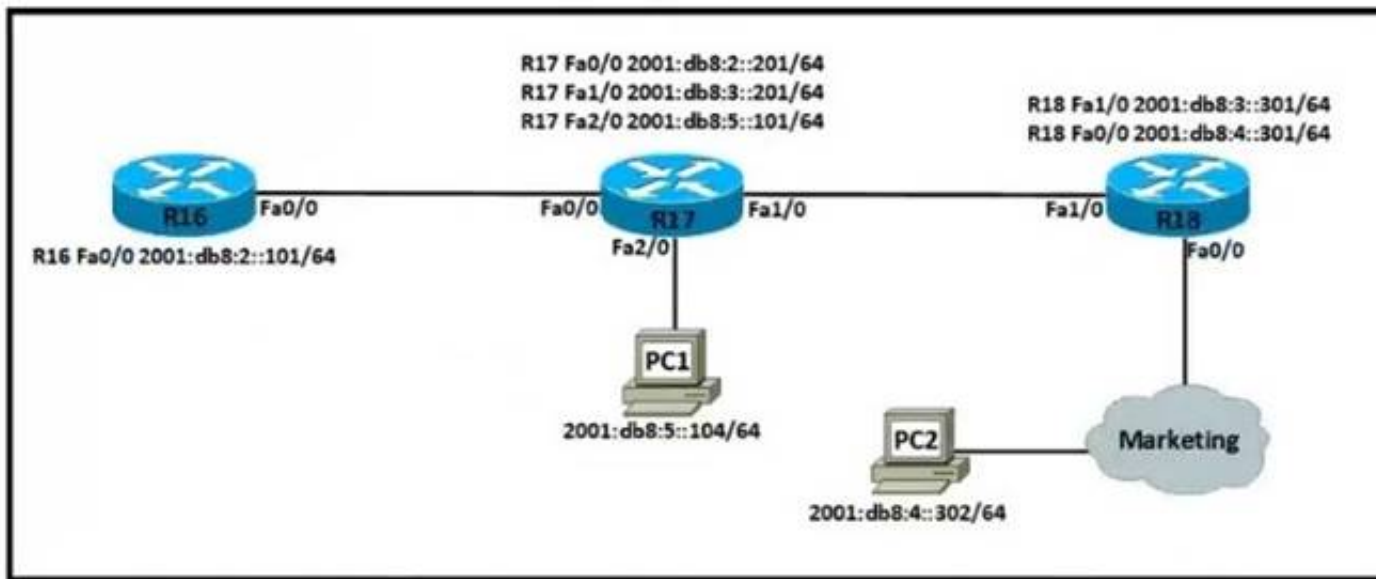 R17 Fa0/0 2001:db8:2::201/64
R17 Fa1/0 2001:db8:3::201/64
R17 Fa2/0 2001:db8:5::101/64
R18 Fa1/0 2001:db8:3::301/64
R18 Fa0/0 2001:db8:4::301/64
R16
Fa0/0
Fa0/0
R17
Fa1/0
Fa1/0
R18
Fa2/0
Fa0/0
R16 Fa0/0 2001:db8:2::101/64
PC1
2001:db8:5::104/64
PC2
Marketing
2001:db8:4::302/64